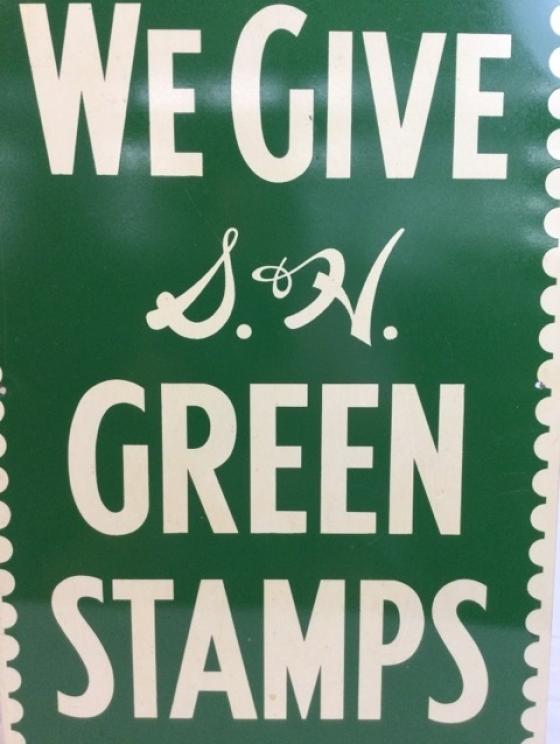 WE GIVE
S. & H.
GREEN
STAMPS